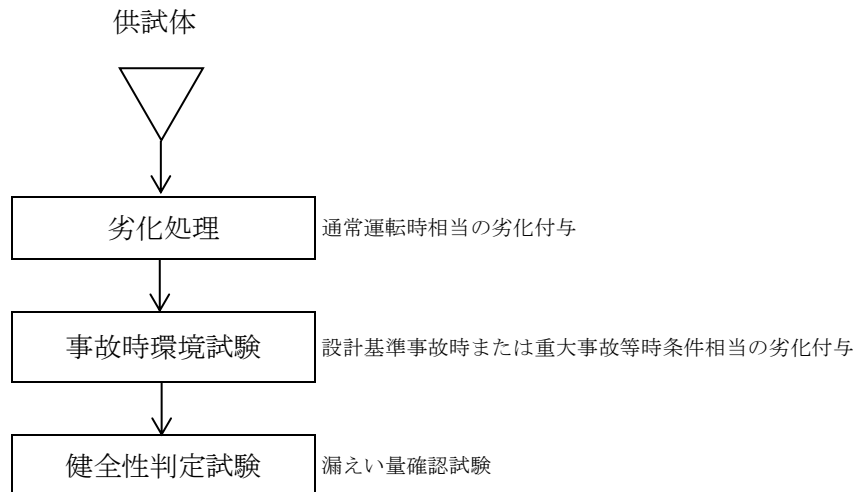 供試体
劣化処理
通常運転時相当の劣化付与
事故時環境試験
設計基準事故時または重大事故等時条件相当の劣化付与
健全性判定試験
漏えい量確認試験